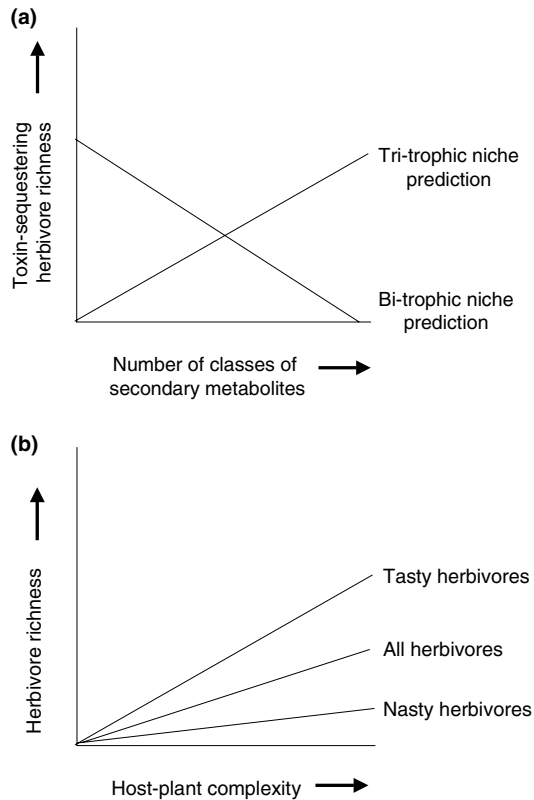 (a)
Toxin-sequestering
herbivore richness
Tri-trophic niche
prediction
Bi-trophic niche
prediction
Number of classes of
secondary metabolites
(b)
Herbivore richness
Tasty herbivores
All herbivores
Nasty herbivores
Host-plant complexity